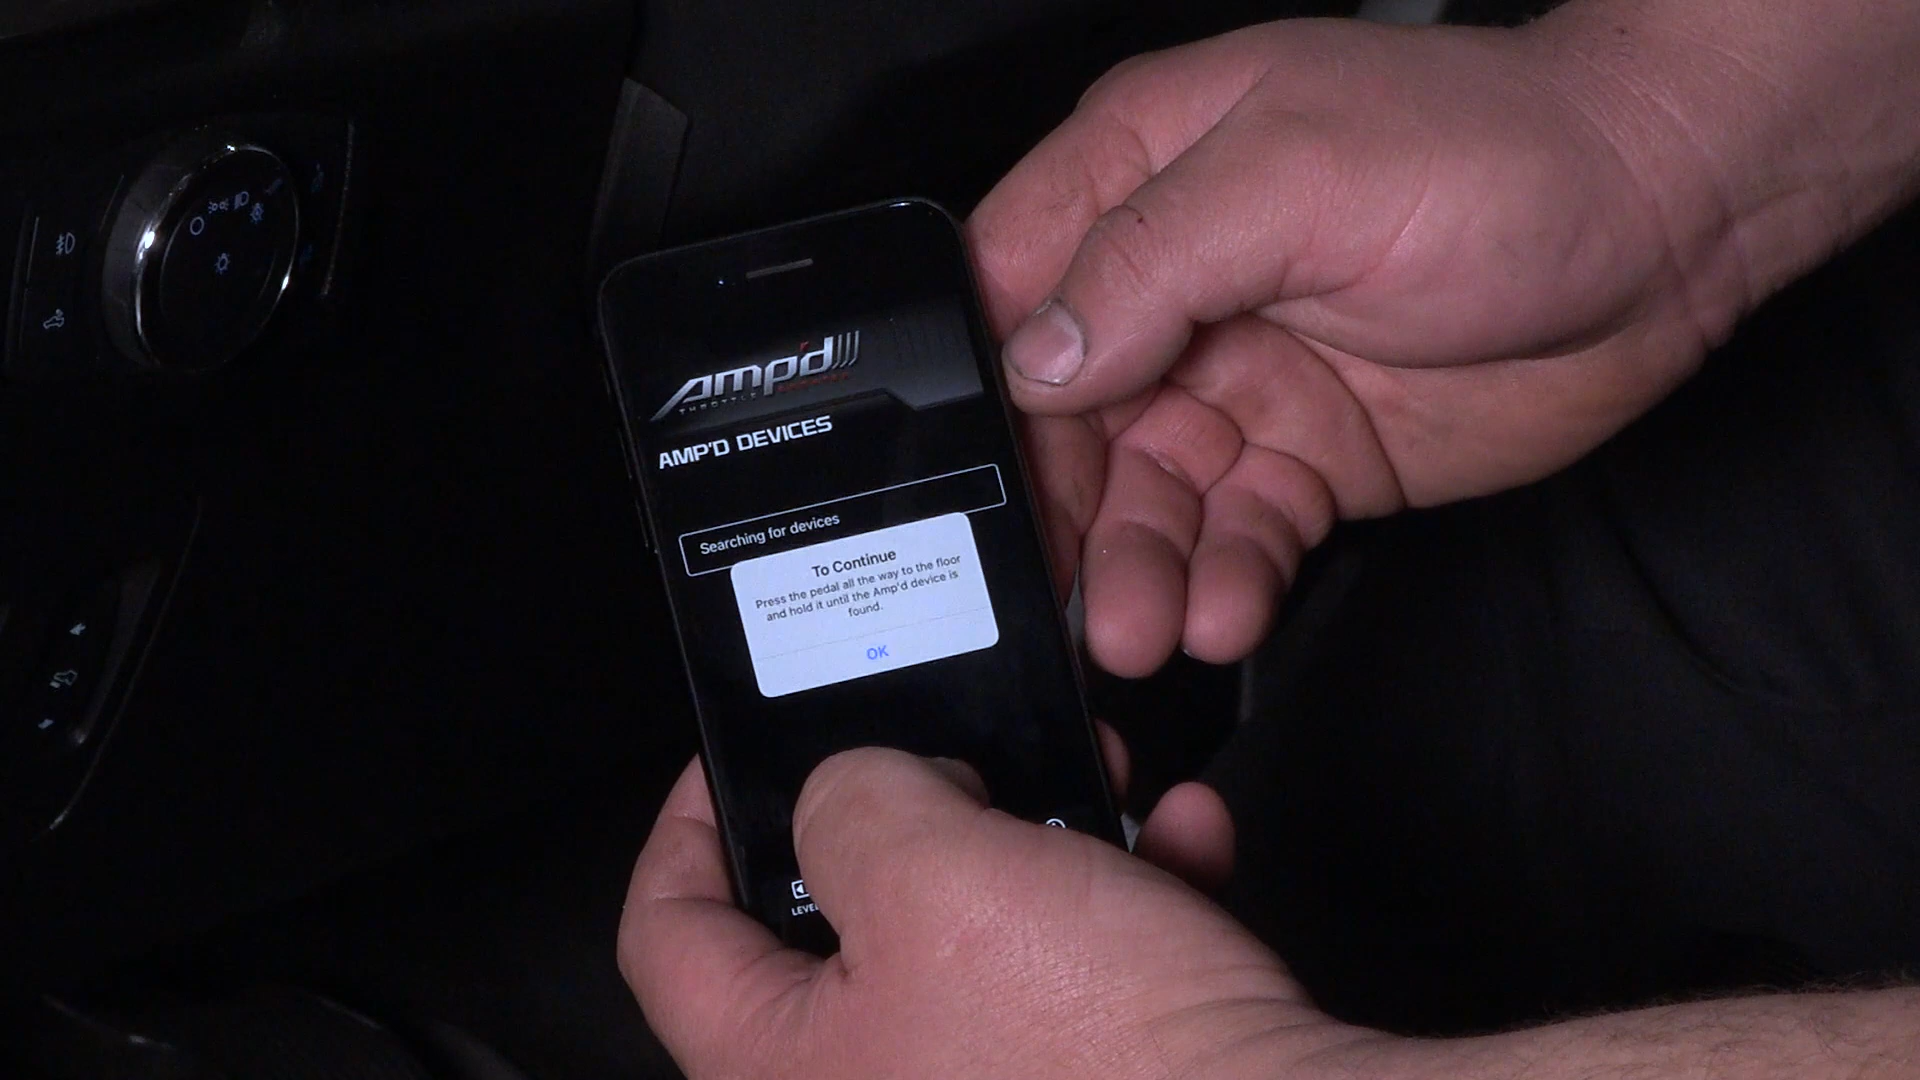 Amp'd
THROTTLE
AMP'D DEVICES
Searching for devices
To Continue
Press the pedal all the way to the floor
and hold it until the Amp'd device is
found.
OK